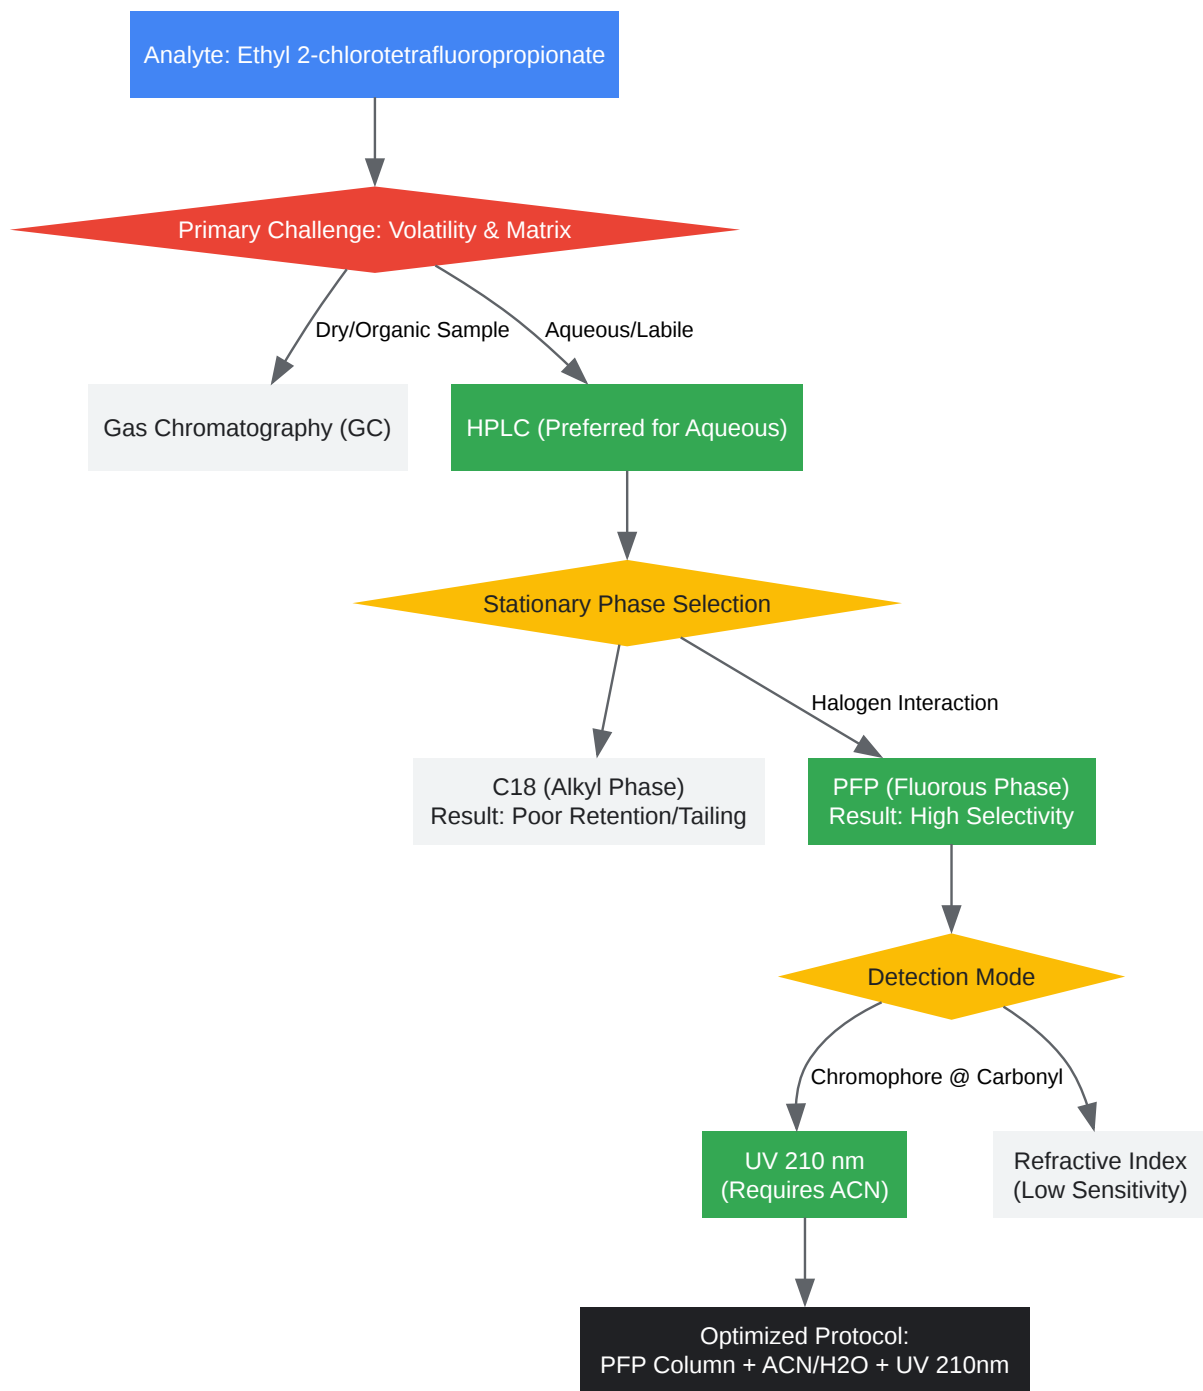 Analyte: Ethyl 2-chlorotetrafluoropropionate
Primary Challenge: Volatility & Matrix
Dry/Organic Sample
Aqueous/Labile
Gas Chromatography (GC)
HPLC (Preferred for Aqueous)
Stationary Phase Selection
Halogen Interaction
C18 (Alkyl Phase)
Result: Poor Retention/Tailing
PFP (Fluorous Phase)
Result: High Selectivity
Detection Mode
Chromophore @ Carbonyl
UV 210 nm
(Requires ACN)
Refractive Index
(Low Sensitivity)
Optimized Protocol:
PFP Column + ACN/H2O + UV 210nm